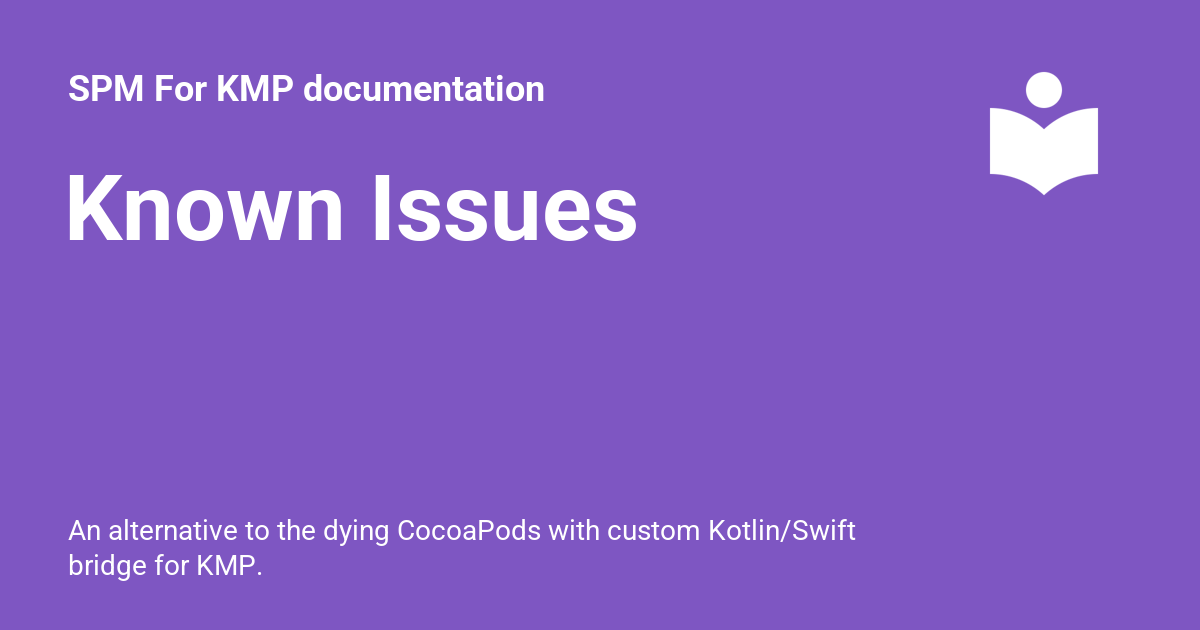 SPM For KMP documentation
Known Issues
An alternative to the dying CocoaPods with custom Kotlin/Swift
bridge for KMP.